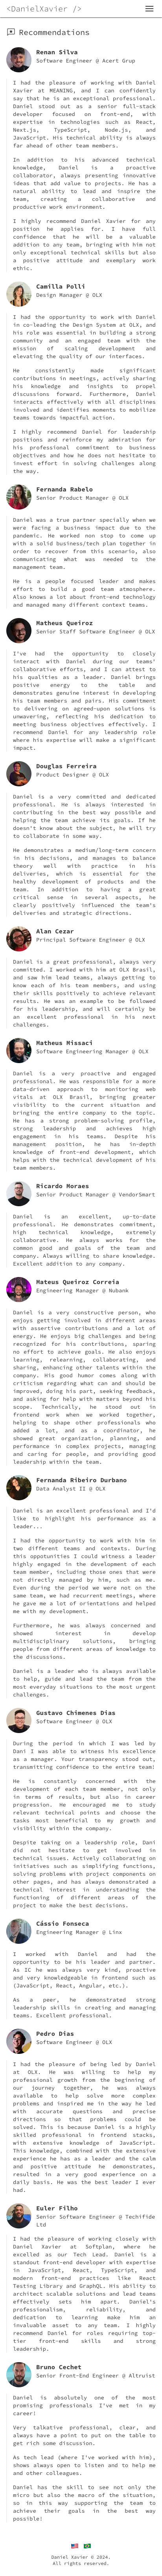 <DanielXavier />
Recommendations
Renan Silva
Software Engineer @ Acert Grup
I had the pleasure of working with Daniel
Xavier at MEANING, and I can confidently
say that he is an exceptional professional.
Daniel stood out as a senior full-stack
developer focused on front-end, with
expertise in technologies such as React,
Next.js, TypeScript, Node.js, and
JavaScript. His technical ability is always
far ahead of other team members.
In addition to his advanced technical
knowledge, Daniel is a proactive
collaborator, always presenting innovative
ideas that add value to projects. He has a
natural ability to lead and inspire the
team, creating a collaborative and
productive work environment.
I highly recommend Daniel Xavier for any
position he applies for. I have full
confidence that he will be a valuable
addition to any team, bringing with him not
only exceptional technical skills but also
a positive attitude and exemplary work
ethic.
Camilla Polli
Design Manager @ OLX
I had the opportunity to work with Daniel
in co-leading the Design System at OLX, and
his role was essential in building a strong
community and an engaged team with the
mission of scaling development and
elevating the quality of our interfaces.
He consistently made significant
contributions in meetings, actively sharing
his knowledge and insights to propel
discussions forward. Furthermore, Daniel
interacts effectively with all disciplines
involved and identifies moments to mobilize
teams towards impactful action.
I highly recommend Daniel for leadership
positions and reinforce my admiration for
his professional commitment to business
objectives and how he does not hesitate to
invest effort in solving challenges along
the way.
Fernanda Rabelo
Senior Product Manager @ OLX
Daniel was a true partner specially when we
were facing a business impact due to the
pandemic. He worked non stop to come up
with a solid business/tech plan together in
order to recover from this scenario, also
communicating what was needed to the
management team.
He is a people focused leader and makes
effort to build a good team atmosphere.
Also knows a lot about front-end technology
and managed many different context teams.
Matheus Queiroz
Senior Staff Software Engineer @ OLX
I've had the opportunity to closely
interact with Daniel during our teams'
collaborative efforts, and I can attest to
his qualities as a leader. Daniel brings
positive energy to the table and
demonstrates genuine interest in developing
his team members and pairs. His commitment
to delivering on agreed-upon solutions is
unwavering, reflecting his dedication to
meeting business objectives effectively. I
recommend Daniel for any leadership role
where his expertise will make a significant
impact.
Douglas Ferreira
Product Designer @ OLX
Daniel is a very committed and dedicated
professional. He is always interested in
contributing in the best way possible and
helping the team achieve its goals. If he
doesn't know about the subject, he will try
to collaborate in some way.
He demonstrates a medium/long-term concern
in his decisions, and manages to balance
theory well with practice in his
deliveries, which is essential for the
healthy development of products and the
team. In addition to having a great
critical sense in several aspects, he
clearly positively influenced the team's
deliveries and strategic directions.
Alan Cezar
Principal Software Engineer @ OLX
Daniel is a great professional, always very
committed. I worked with him at OLX Brasil
and saw him lead teams, always getting to
know each of his team members, and using
their skills positively to achieve relevant
results. He was an example to be followed
for his leadership, and will certainly be
an excellent professional in his next
challenges.
Matheus Missaci
Software Engineering Manager @ OLX
Daniel is a very proactive and engaged
professional. He was responsible for a more
data-driven approach to monitoring web
vitals at OLX Brasil, bringing greater
visibility to the current situation and
bringing the entire company to the topic.
He has a strong problem-solving profile,
strong leadership and achieves high
engagement in his teams. Despite his
management position, he has in-depth
knowledge of front-end development, which
helps with the technical development of his
team members.
Ricardo Moraes
Senior Product Manager @ VendorSmart
Daniel is an excellent, up-to-date
professional. He demonstrates commitment,
high technical knowledge, extremely
collaborative. He always works for the
common good and goals of the team and
company. Always willing to share knowledge.
Excellent addition to any company.
Mateus Queiroz Correia
Engineering Manager @ Nubank
Daniel is a very constructive person, who
enjoys getting involved in different areas
with assertive contributions and a lot of
energy. He enjoys big challenges and being
recognized for his contributions, sparing
no effort to achieve goals. He also enjoys
learning, relearning, collaborating, and
sharing, enhancing other talents within the
company. His good humor comes along with
criticism regarding what can and should be
improved, doing his part, seeking feedback,
and asking for help with matters beyond his
scope. Technically, he stood out in
frontend work when we worked together,
helping to shape other professionals who
added a lot, and as a coordinator, he
showed great organization, planning, and
performance in complex projects, managing
and caring for people, and providing good
leadership within the team.
Fernanda Ribeiro Durbano
Data Analyst II @ OLX
Daniel is an excellent professional and I'd
like to highlight his performance as a
leader...
I had the opportunity to work with him to
two different teams and contexts. During
this oppotunities I could witness a leader
highly engaged in the development of each
team member, including those ones that were
not directly managed by him, such as me.
Even during the period we were not on the
same team, we had recurrent meetings, where
he gave me a lot of orientations and helped
me with my development.
Furthermore, he was always concerned and
showed interest in develop
multidisciplinary solutions, bringing
people from different areas of knowledge to
the discussions.
Daniel is a leader who is always available
to help, guide and lead the team from the
most everyday situations to the most urgent
challenges.
Gustavo Chimenes Dias
Software Engineer @ OLX
During the period in which I was led by
Dani I was able to witness his excellence
as a manager. Your transparency stood out,
transmitting confidence to the entire team!
He is constantly concerned with the
development of each team member, not only
in terms of results, but also in career
progression. He encouraged me to study
relevant technical points and choose the
tasks most beneficial to my growth and
visibility within the company.
Despite taking on a leadership role, Dani
did not hesitate to get involved in
technical issues. Actively collaborating on
initiatives such as simplifying functions,
solving problems with project components on
other pages, and has always demonstrated a
technical interest in understanding the
functioning of different areas of the
project to make the best decisions.
Cássio Fonseca
Engineering Manager @ Linx
I worked with Daniel and had the
opportunity to be his leader and partner.
As IC he was always very kind, proactive
and very knowledgeable in frontend such as
(JavaScript, React, Angular, etc.).
As a peer, he demonstrated strong
leadership skills in creating and managing
teams. Excellent professional.
Pedro Dias
Software Engineer @ OLX
I had the pleasure of being led by Daniel
at OLX. He was willing to help my
professional growth from the beginning of
our journey together, he was always
available to help solve more complex
problems and inspired me in the way he led
with accurate questions and precise
directions so that problems could be
solved. This is because Daniel is a highly
skilled professional in frontend stacks,
with extensive knowledge of JavaScript.
This knowledge, combined with the extensive
experience he has as a leader and the calm
and positive attitude he demonstrates,
resulted in a very good experience on a
daily basis. He was the best leader I ever
had.
Euler Filho
Senior Software Engineer @ Techifide
Ltd
I had the pleasure of working closely with
Daniel Xavier at Softplan, where he
excelled as our Tech Lead. Daniel is a
standout front-end developer with expertise
in JavaScript, React, TypeScript, and
modern front-end practices like React
Testing Library and GraphQL. His ability to
architect scalable solutions and lead teams
effectively sets him apart. Daniel's
professionalism, reliability, and
dedication to learning make him an
invaluable asset to any team. I highly
recommend Daniel for roles requiring top-
tier front-end skills and strong
leadership.
Bruno Cechet
Senior Front-End Engineer @ Altruist
Daniel is absolutely one of the most
promising professionals I've met in my
career!
Very talkative professional, clear, and
always have a point to put on the table to
get rich some discussion.
As tech lead (where I've worked with him),
shows always open to listen and to help me
and other colleagues.
Daniel has the skill to see not only the
micro but also the macro of the situation,
so in this way supporting the team to
achieve their goals in the best way
possible!
Daniel Xavier © 2024.
All rights reserved.